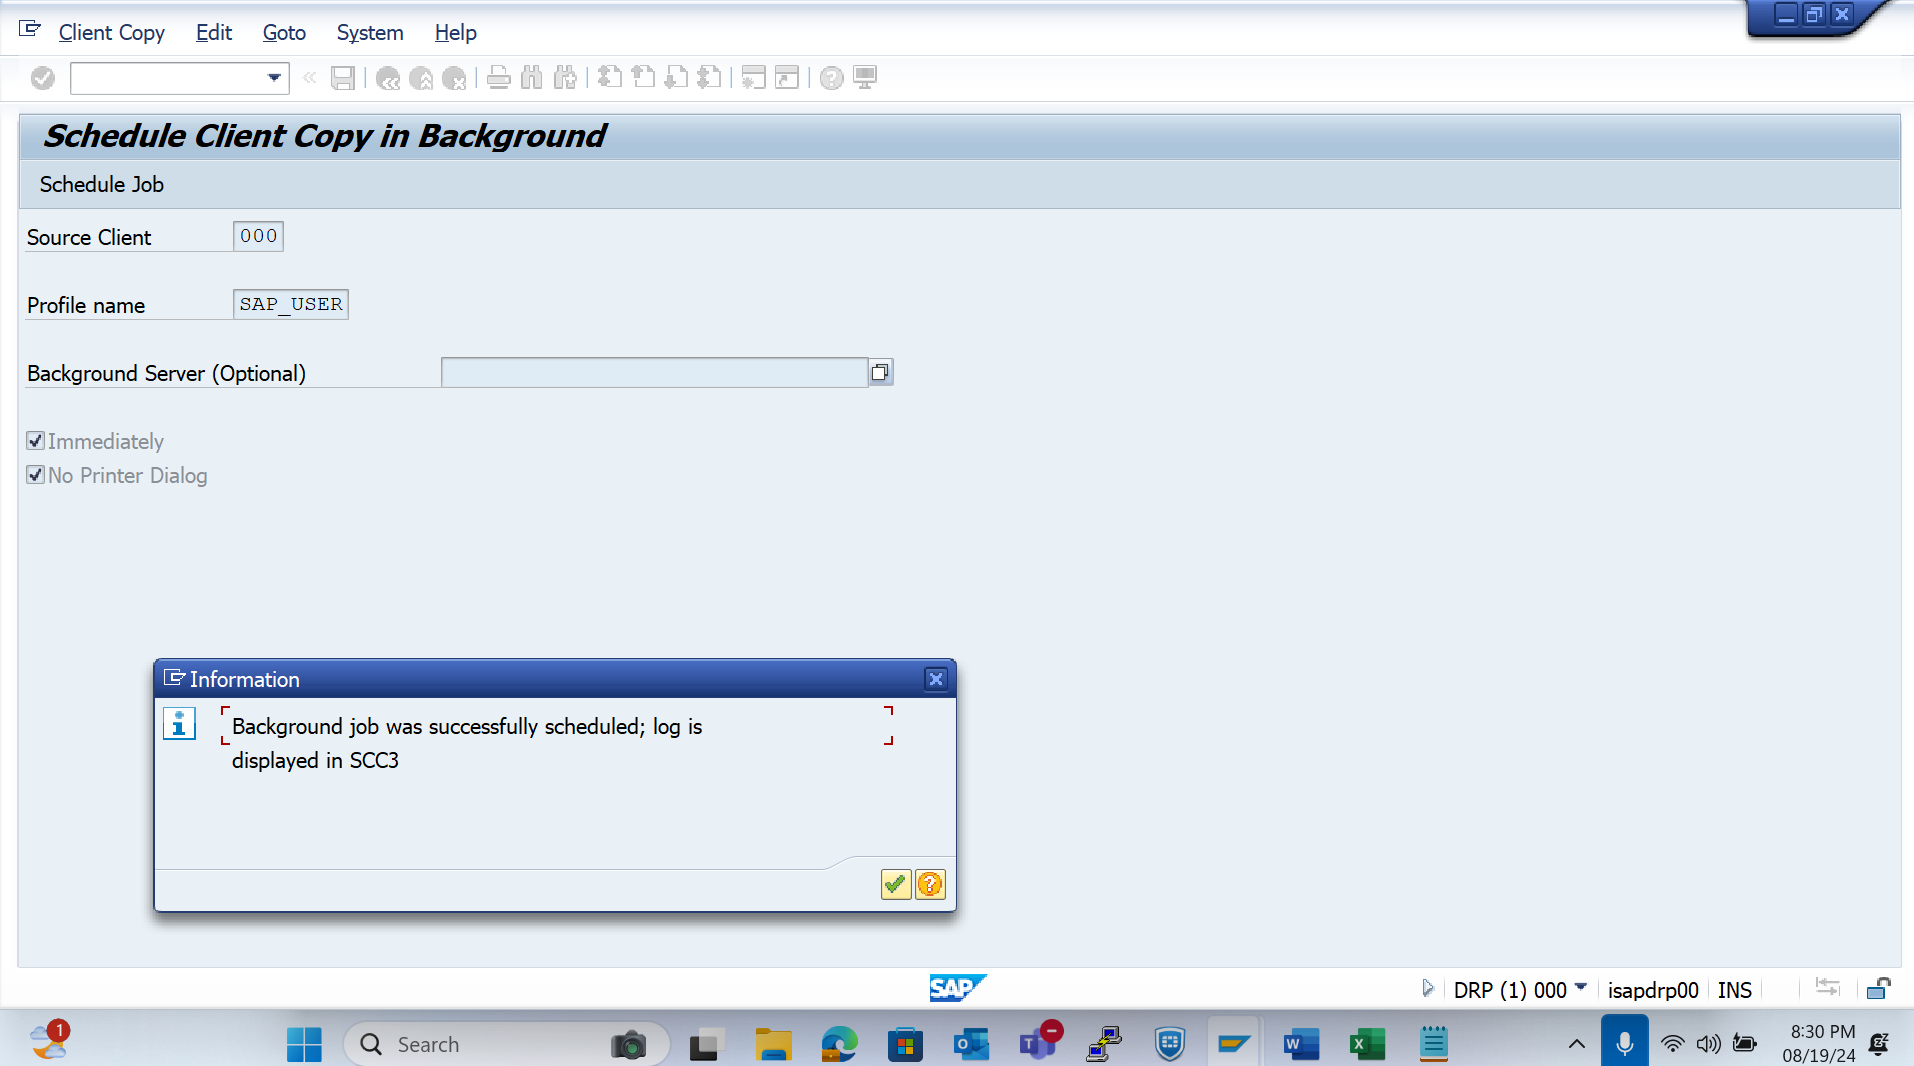 Client Copy Edit Goto System Help
Schedule Client Copy in Background
Schedule Job
Source Client 000
Profile name SAP_USER
Background Server (Optional)
Immediately
No Printer Dialog
Information
Background job was successfully scheduled; log is
displayed in SCC3
SAP
DRP (1) 000 isapdrp00 INS
1
Search
8:30 PM
08/19/24